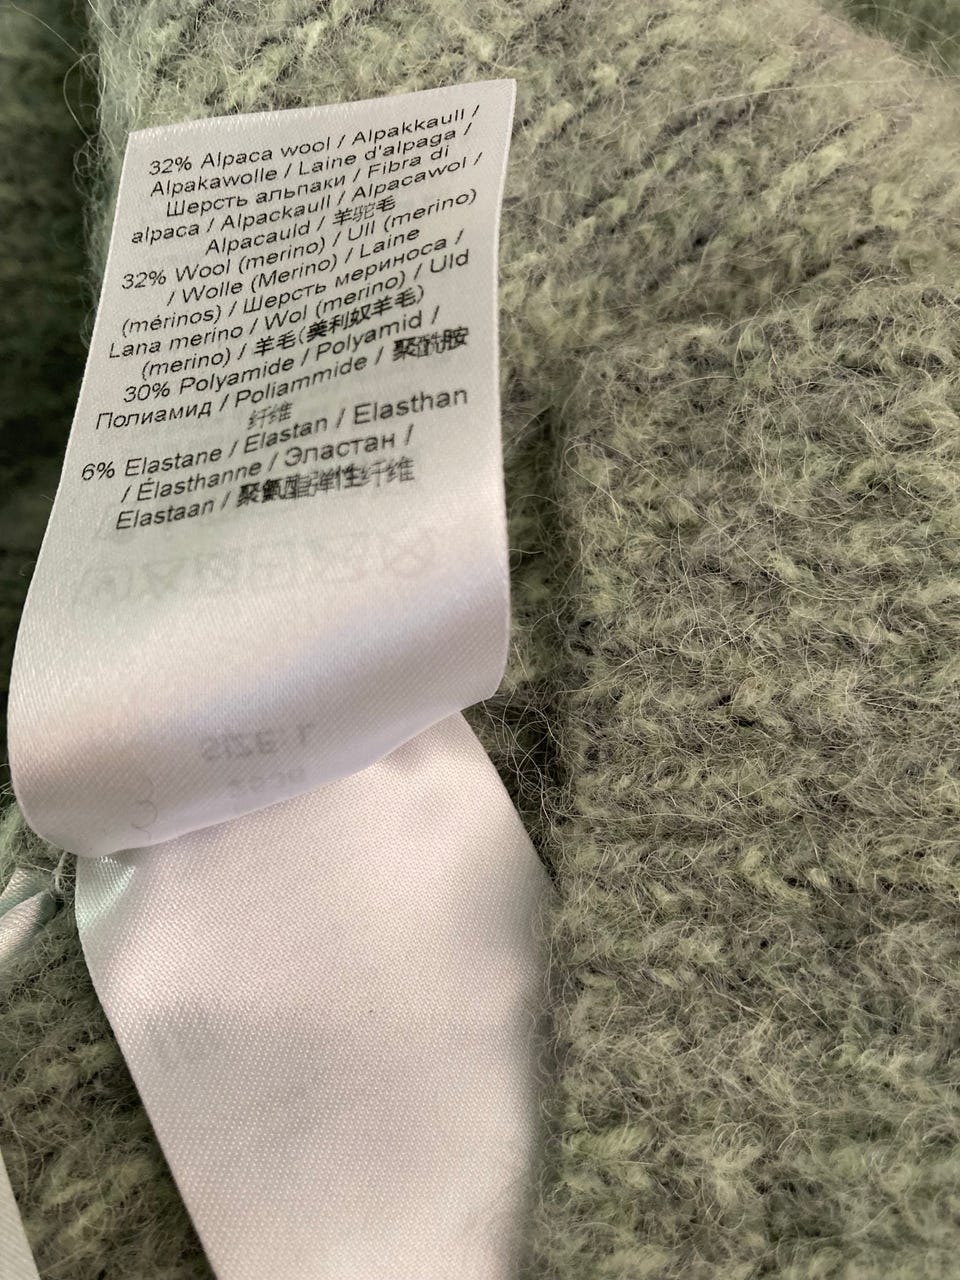 32% Alpaca wool / Alpakkaull /
Alpakawolle / Laine d'alpaga /
Шерсть альпаки / Fibra di
alpaca / Alpackaull / Alpacawol /
Alpacauld / 羊驼毛
32% Wool (merino) / Ull (merino)
/ Wolle (Merino) / Laine
(mérinos) / Шерсть мериноса /
Lana merino / Wol (merino) / Uld
(merino) / 羊毛(美利奴羊毛)
30% Polyamide / Polyamid /
Полиамид / Poliammide / 聚酰胺
纤维
6% Elastane / Elastan / Elasthan
/ Élasthanne / Эластан /
Elastaan / 聚氨酯弹性纤维
SIZE: L